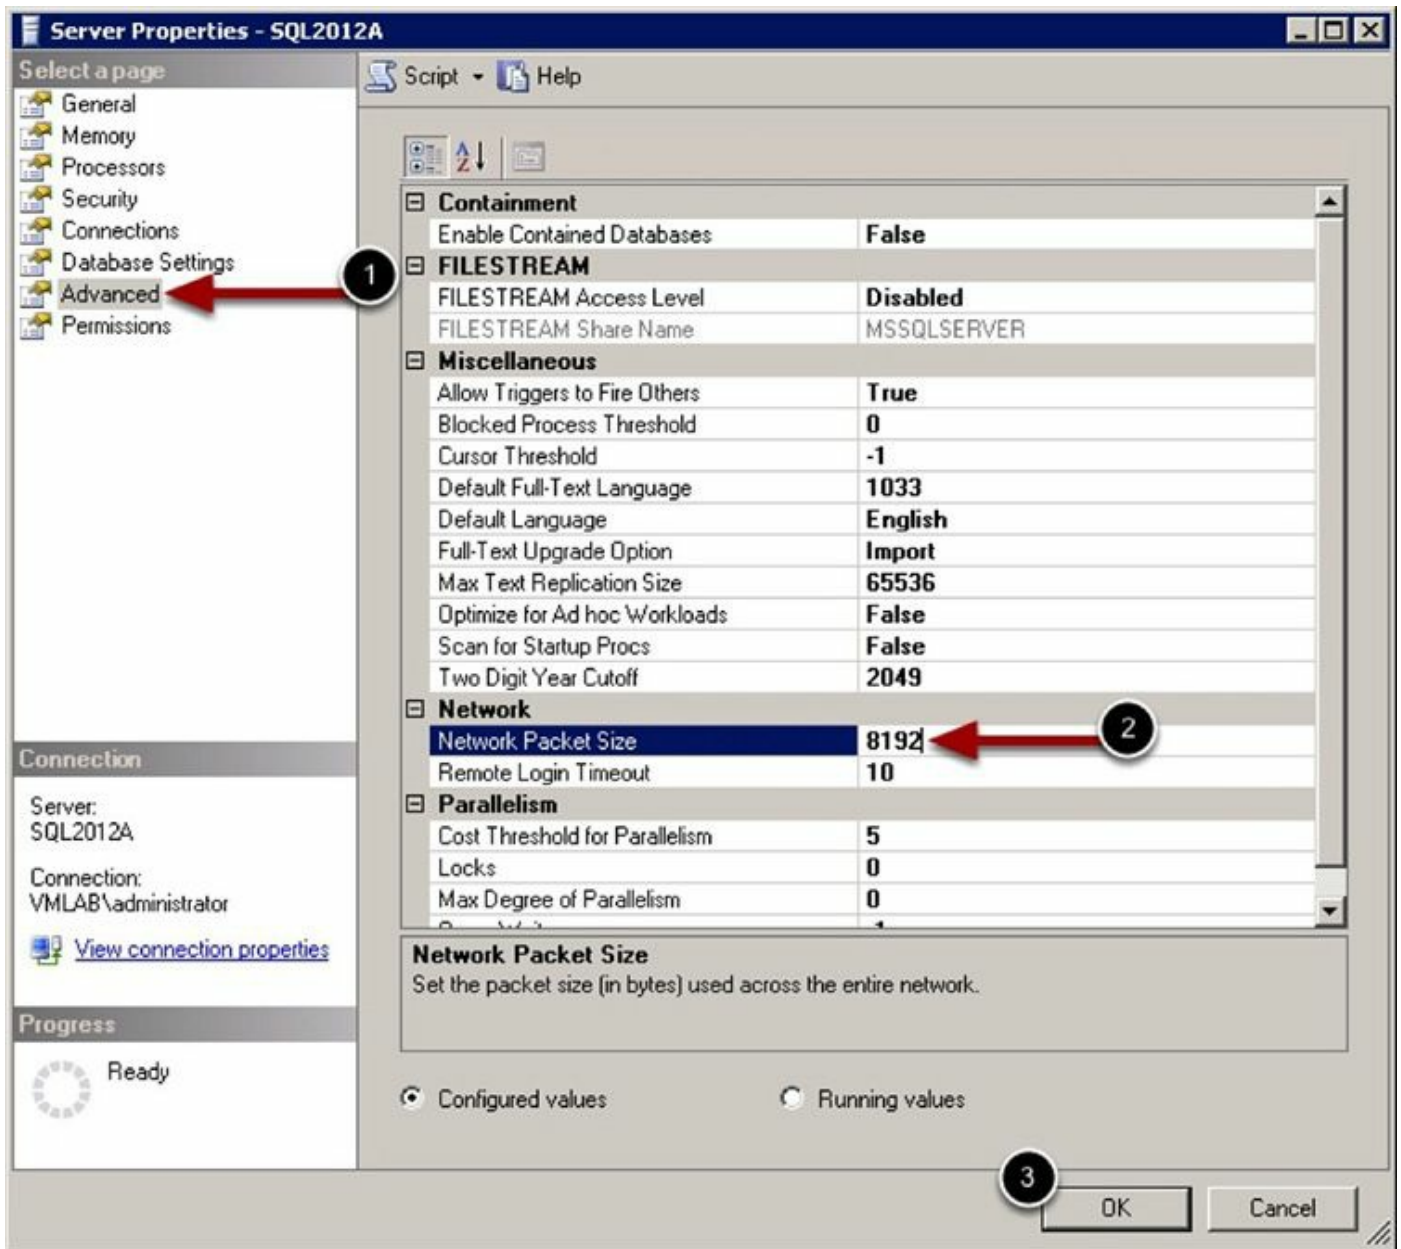 Server Properties - SQL2012A
Select a page
General
Memory
Processors
Security
Connections
Database Settings
Advanced
Permissions
1
Connection
Server:
SQL2012A
Connection:
VMLAB\administrator
View connection properties
Progress
Ready
Script Help
Containment
Enable Contained Databases False
FILESTREAM
FILESTREAM Access Level Disabled
FILESTREAM Share Name MSSQLSERVER
Miscellaneous
Allow Triggers to Fire Others True
Blocked Process Threshold 0
Cursor Threshold -1
Default Full-Text Language 1033
Default Language English
Full-Text Upgrade Option Import
Max Text Replication Size 65536
Optimize for Ad hoc Workloads False
Scan for Startup Procs False
Two Digit Year Cutoff 2049
Network
Network Packet Size 8192 2
Remote Login Timeout 10
Parallelism
Cost Threshold for Parallelism 5
Locks 0
Max Degree of Parallelism 0
Network Packet Size
Set the packet size (in bytes) used across the entire network.
Configured values Running values
3
OK Cancel